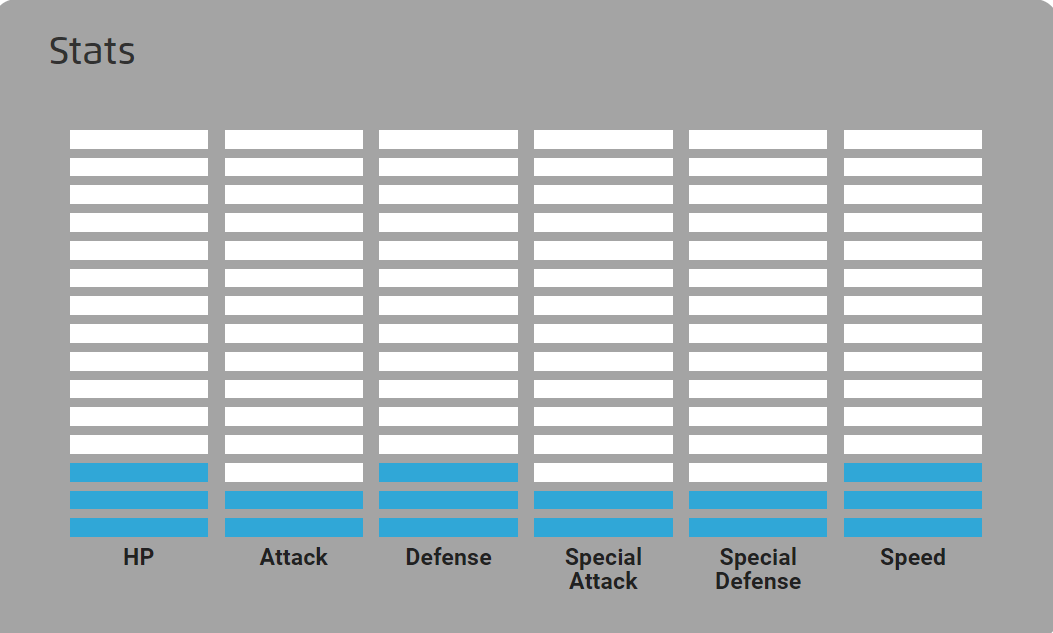 Stats
HP
Attack
Defense
Special
Attack
Special
Defense
Speed